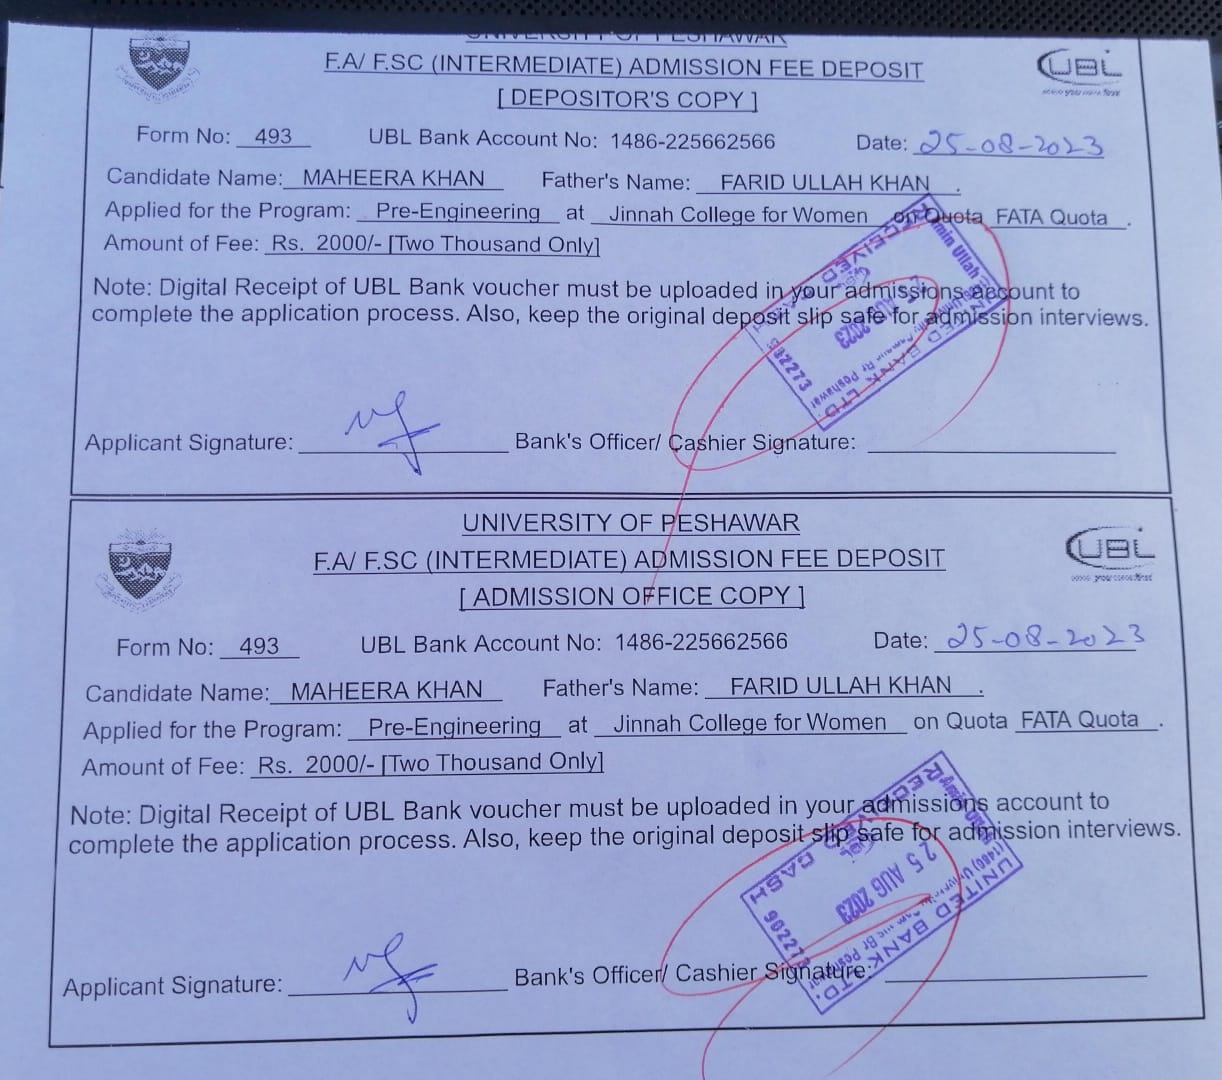 UNIVERSITY OF PESHAWAR
F.A/ F.SC (INTERMEDIATE) ADMISSION FEE DEPOSIT
[ DEPOSITOR'S COPY ]
UBL
Form No: 493 UBL Bank Account No: 1486-225662566 Date: 25-08-2023
Candidate Name: MAHEERA KHAN Father's Name: FARID ULLAH KHAN .
Applied for the Program: Pre-Engineering at Jinnah College for Women on Quota FATA Quota .
Amount of Fee: Rs. 2000/- [Two Thousand Only]
Note: Digital Receipt of UBL Bank voucher must be uploaded in your admissions account to
complete the application process. Also, keep the original deposit slip safe for admission interviews.
RECEIVED
Amin Ullah
AUG 2023
902273
UNITED BANK LTD.
Peshawar
Applicant Signature: Bank's Officer/ Cashier Signature:
UNIVERSITY OF PESHAWAR
F.A/ F.SC (INTERMEDIATE) ADMISSION FEE DEPOSIT
[ ADMISSION OFFICE COPY ]
UBL
Form No: 493 UBL Bank Account No: 1486-225662566 Date: 25-08-2023
Candidate Name: MAHEERA KHAN Father's Name: FARID ULLAH KHAN .
Applied for the Program: Pre-Engineering at Jinnah College for Women on Quota FATA Quota .
Amount of Fee: Rs. 2000/- [Two Thousand Only]
Note: Digital Receipt of UBL Bank voucher must be uploaded in your admissions account to
complete the application process. Also, keep the original deposit slip safe for admission interviews.
RECEIVED CASH
25 AUG 2023
902273
UNITED BANK LTD.
Applicant Signature: Bank's Officer/ Cashier Signature: